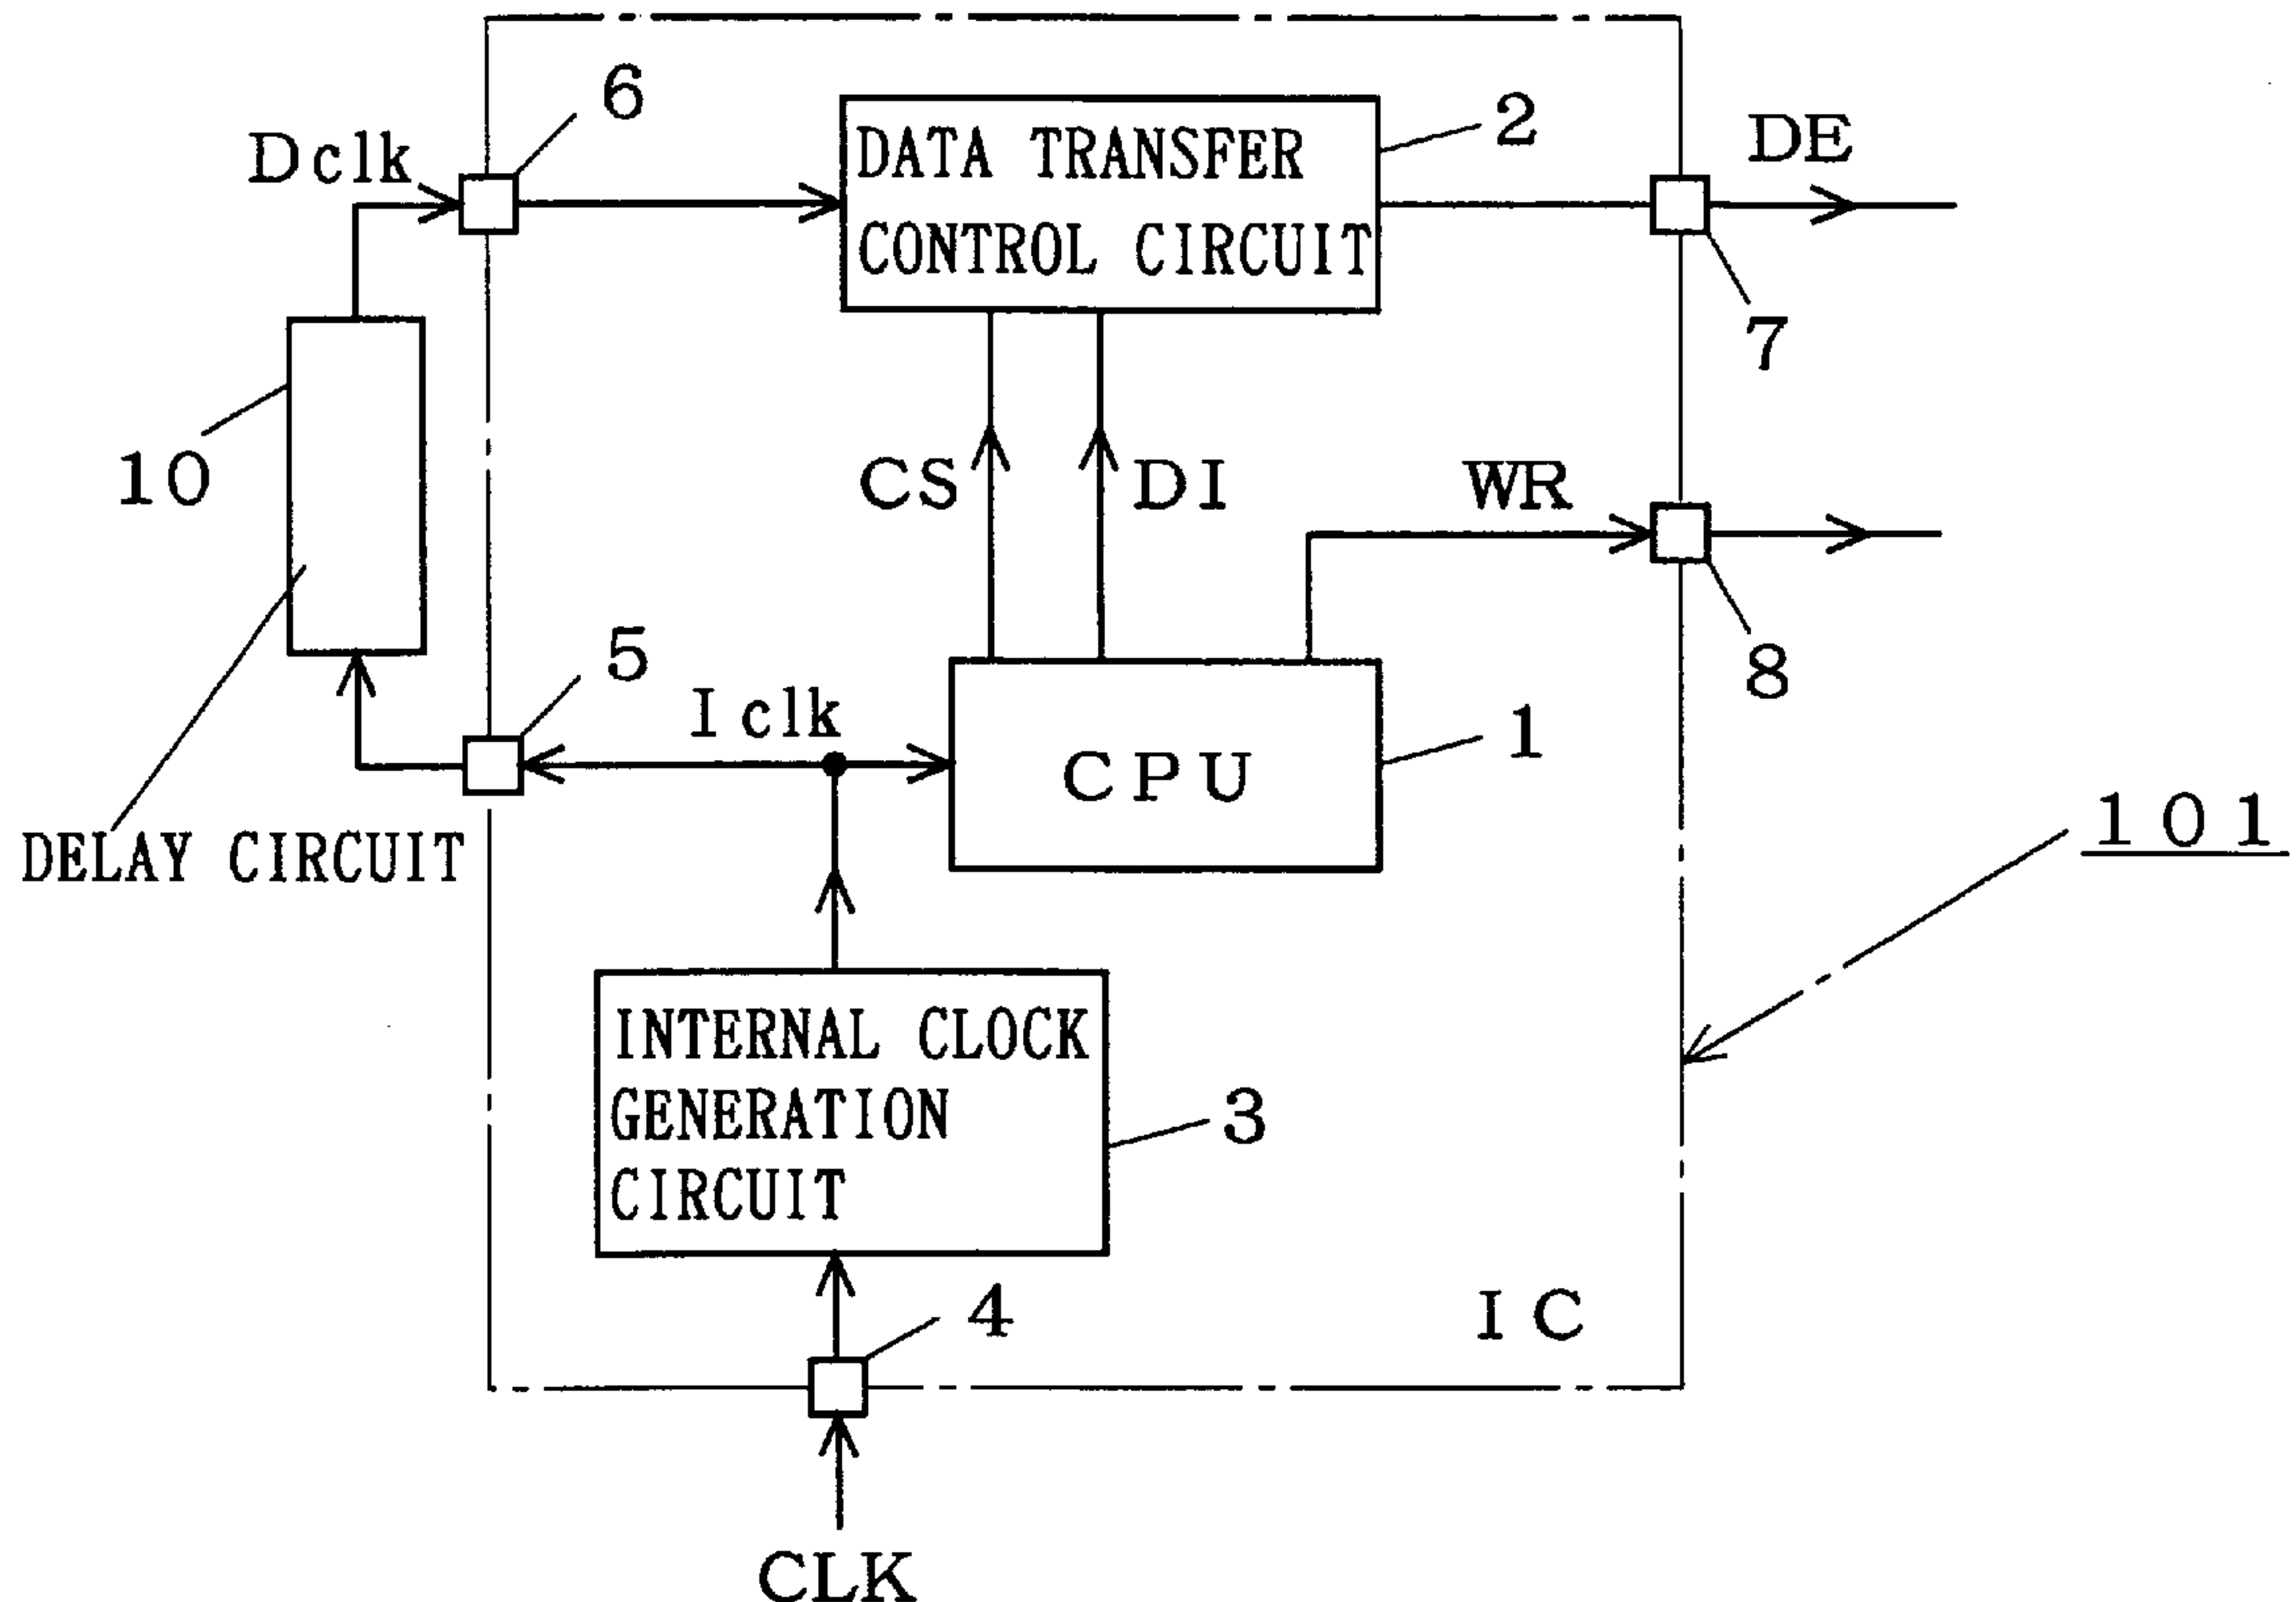 6
2
DE
Dclk
DATA TRANSFER
CONTROL CIRCUIT
7
10
CS
DI
WR
5
8
Iclk
1
CPU
101
DELAY CIRCUIT
INTERNAL CLOCK
GENERATION
CIRCUIT
3
4
IC
CLK